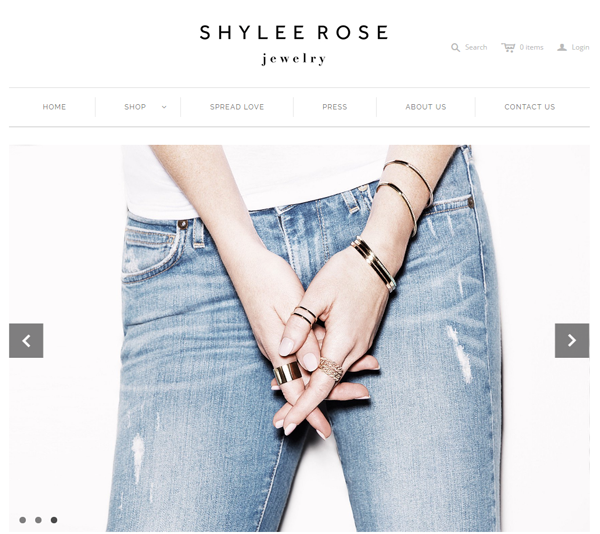 SHYLEE ROSE
jewelry
Search 0 items Login
HOME SHOP SPREAD LOVE PRESS ABOUT US CONTACT US